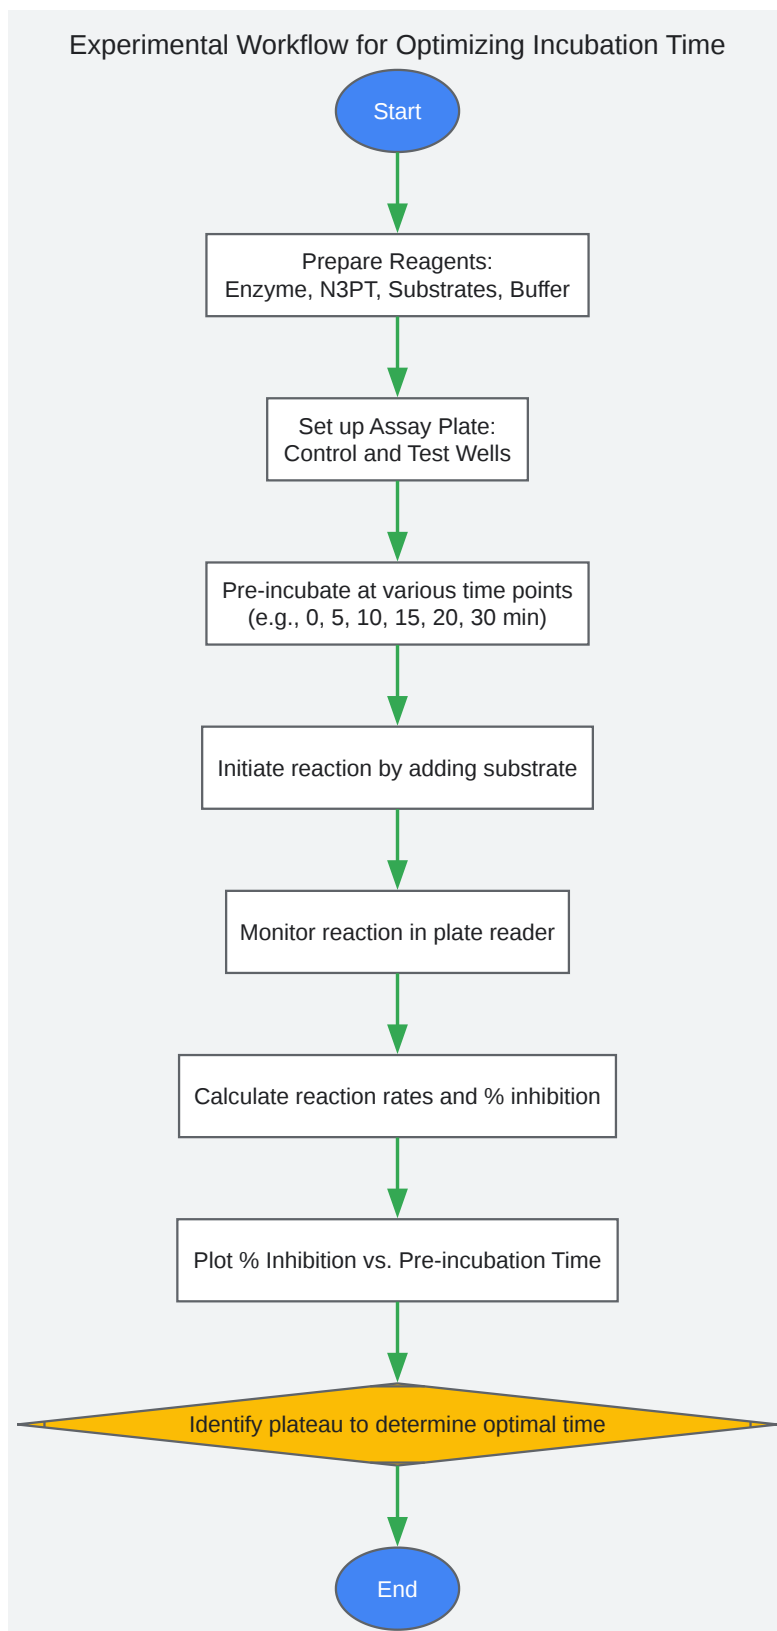 Experimental Workflow for Optimizing Incubation Time
Start
Prepare Reagents:
Enzyme, N3PT, Substrates, Buffer
Set up Assay Plate:
Control and Test Wells
Pre-incubate at various time points
(e.g., 0, 5, 10, 15, 20, 30 min)
Initiate reaction by adding substrate
Monitor reaction in plate reader
Calculate reaction rates and % inhibition
Plot % Inhibition vs. Pre-incubation Time
Identify plateau to determine optimal time
End